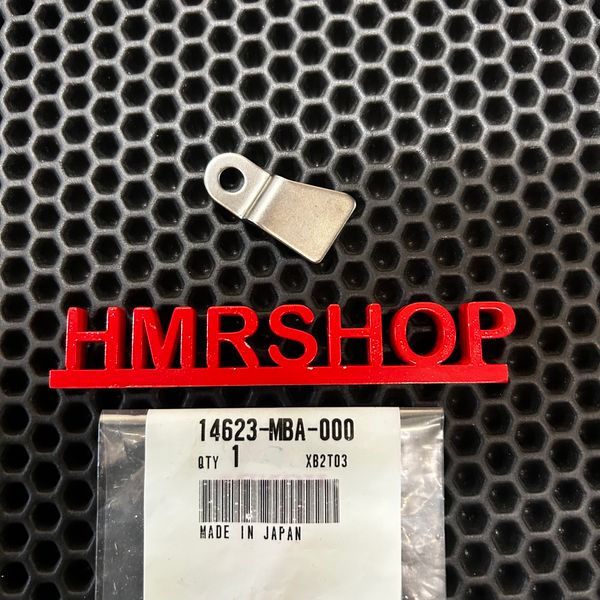 HMRSHOP
14623-MBA-000
QTY 1 XB2T03
MADE IN JAPAN